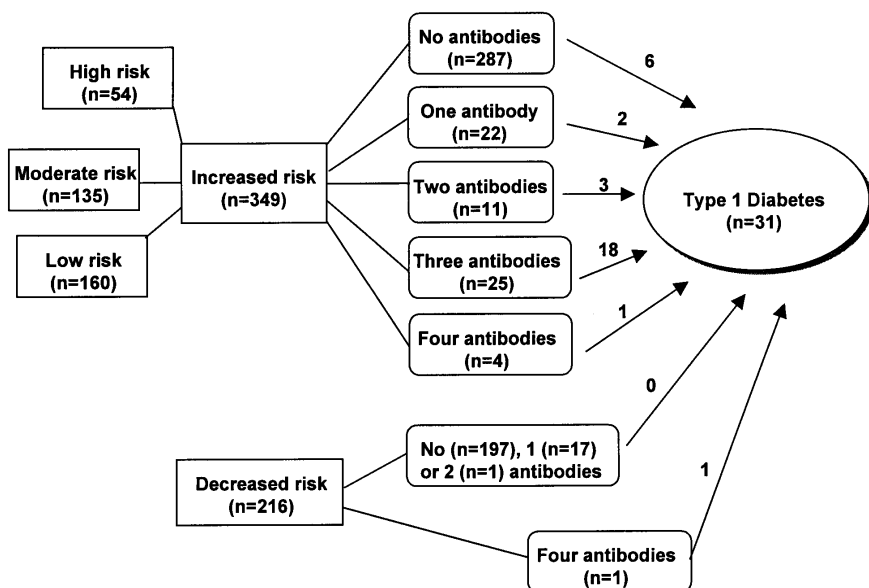 High risk
(n=54)
Moderate risk
(n=135)
Low risk
(n=160)
Increased risk
(n=349)
No antibodies
(n=287)
One antibody
(n=22)
Two antibodies
(n=11)
Three antibodies
(n=25)
Four antibodies
(n=4)
6
2
3
18
1
Type 1 Diabetes
(n=31)
Decreased risk
(n=216)
No (n=197), 1 (n=17)
or 2 (n=1) antibodies
Four antibodies
(n=1)
0
1